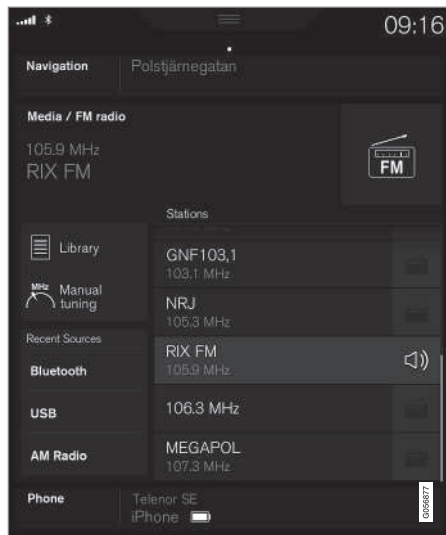 09:16
Navigation
Polstjärnegatan
Media / FM radio
105.9 MHz
RIX FM
FM
Stations
Library
MHz
Manual
tuning
Recent Sources
Bluetooth
USB
AM Radio
GNF103,1
103.1 MHz
NRJ
105.3 MHz
RIX FM
105.9 MHz
106.3 MHz
MEGAPOL
107.3 MHz
Phone
Telenor SE
iPhone
G056877